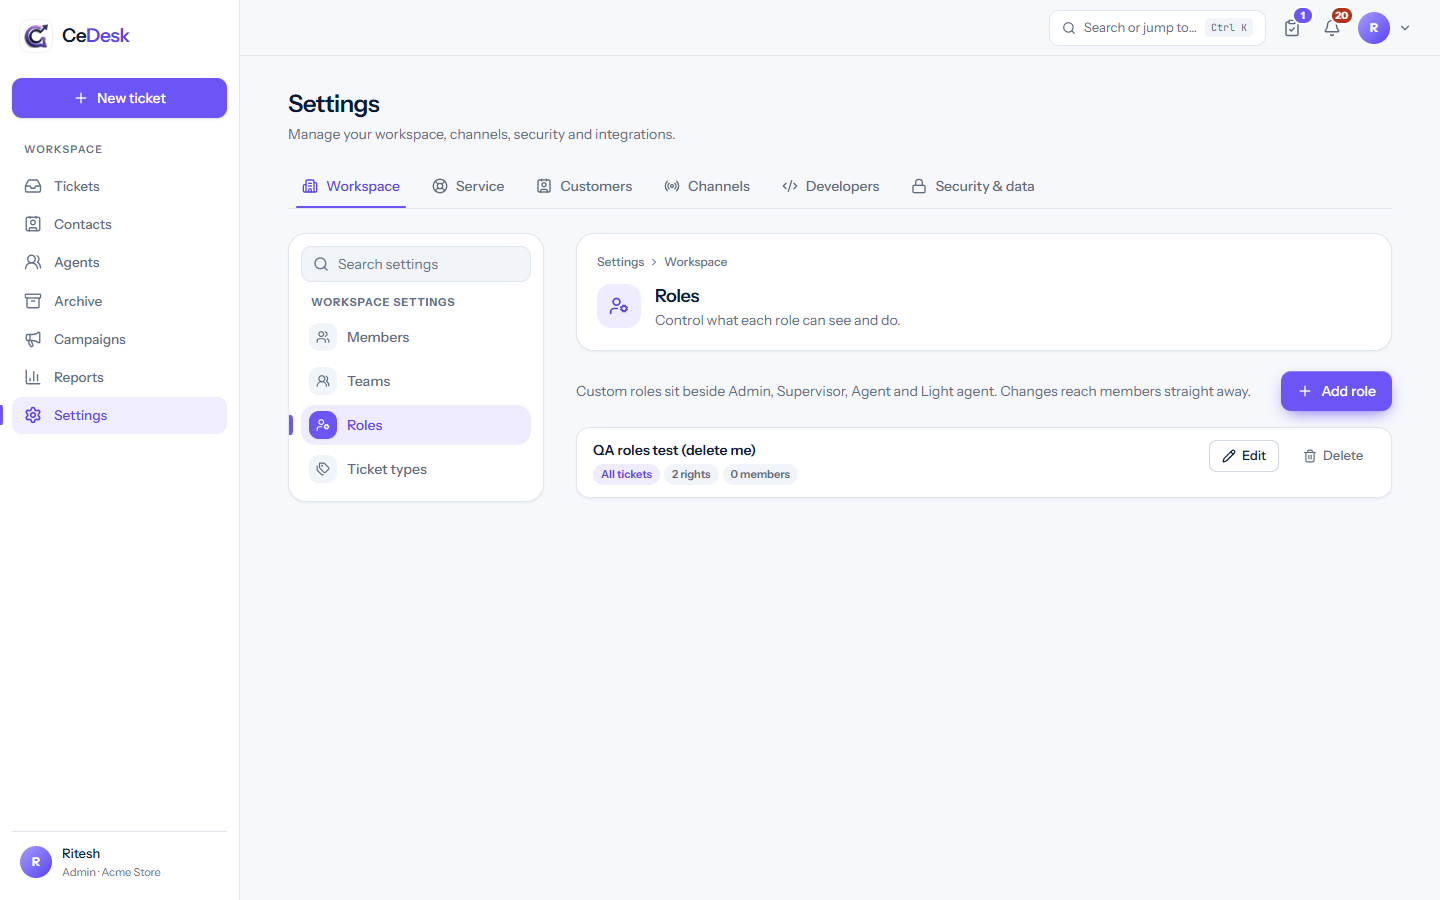 CeDesk
Search or jump to... Ctrl K
1
20
R
New ticket
WORKSPACE
Tickets
Contacts
Agents
Archive
Campaigns
Reports
Settings
R
Ritesh
Admin · Acme Store
Settings
Manage your workspace, channels, security and integrations.
Workspace
Service
Customers
Channels
Developers
Security & data
Search settings
WORKSPACE SETTINGS
Members
Teams
Roles
Ticket types
Settings > Workspace
Roles
Control what each role can see and do.
Custom roles sit beside Admin, Supervisor, Agent and Light agent. Changes reach members straight away.
Add role
QA roles test (delete me)
All tickets
2 rights
0 members
Edit
Delete